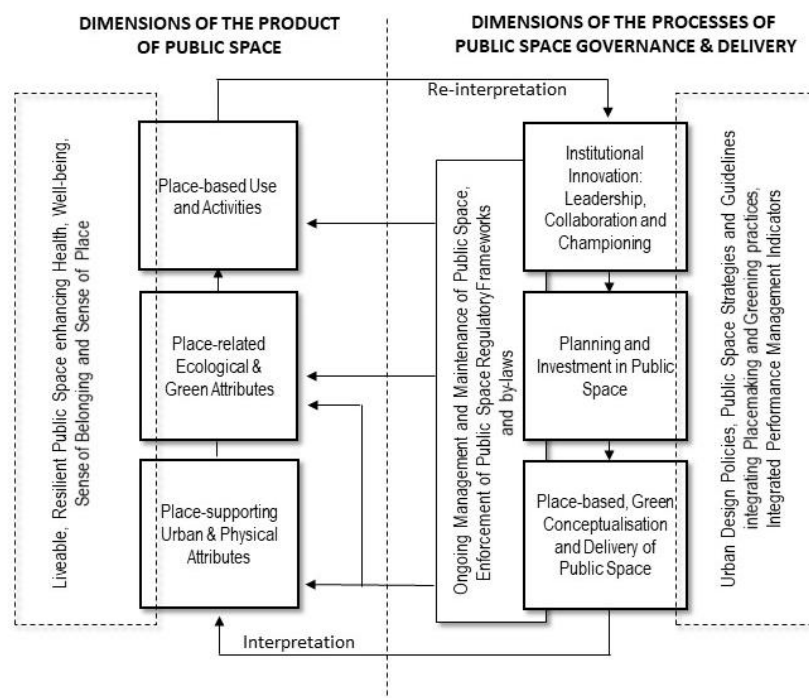 DIMENSIONS OF THE PRODUCT
OF PUBLIC SPACE
DIMENSIONS OF THE PROCESSES OF
PUBLIC SPACE GOVERNANCE & DELIVERY
Re-interpretation
Liveable, Resilient Public Space enhancing Health, Well-being,
Sense of Belonging and Sense of Place
Place-based Use
and Activities
Place-related
Ecological &
Green Attributes
Place-supporting
Urban & Physical
Attributes
Ongoing Management and Maintenance of Public Space,
Enforcement of Public Space Regulatory Frameworks
and by-laws
Institutional
Innovation:
Leadership,
Collaboration and
Championing
Planning and
Investment in Public
Space
Place-based, Green
Conceptualisation
and Delivery of
Public Space
Urban Design Policies, Public Space Strategies and Guidelines
integrating Placemaking and Greening practices,
Integrated Performance Management Indicators
Interpretation